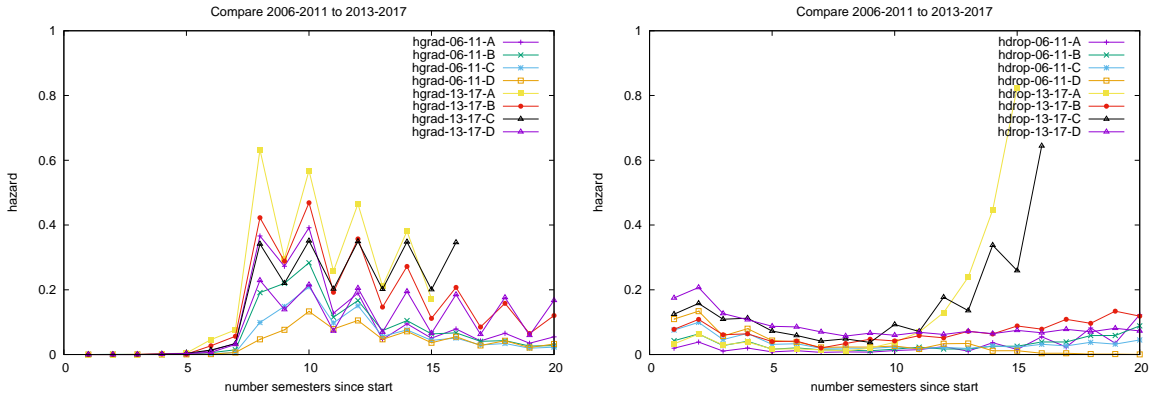 Compare 2006-2011 to 2013-2017
hazard
1
0.8
0.6
0.4
0.2
0
0
5
10
15
20
number semesters since start
hgrad-06-11-A
hgrad-06-11-B
hgrad-06-11-C
hgrad-06-11-D
hgrad-13-17-A
hgrad-13-17-B
hgrad-13-17-C
hgrad-13-17-D
Compare 2006-2011 to 2013-2017
hazard
1
0.8
0.6
0.4
0.2
0
0
5
10
15
20
number semesters since start
hdrop-06-11-A
hdrop-06-11-B
hdrop-06-11-C
hdrop-06-11-D
hdrop-13-17-A
hdrop-13-17-B
hdrop-13-17-C
hdrop-13-17-D